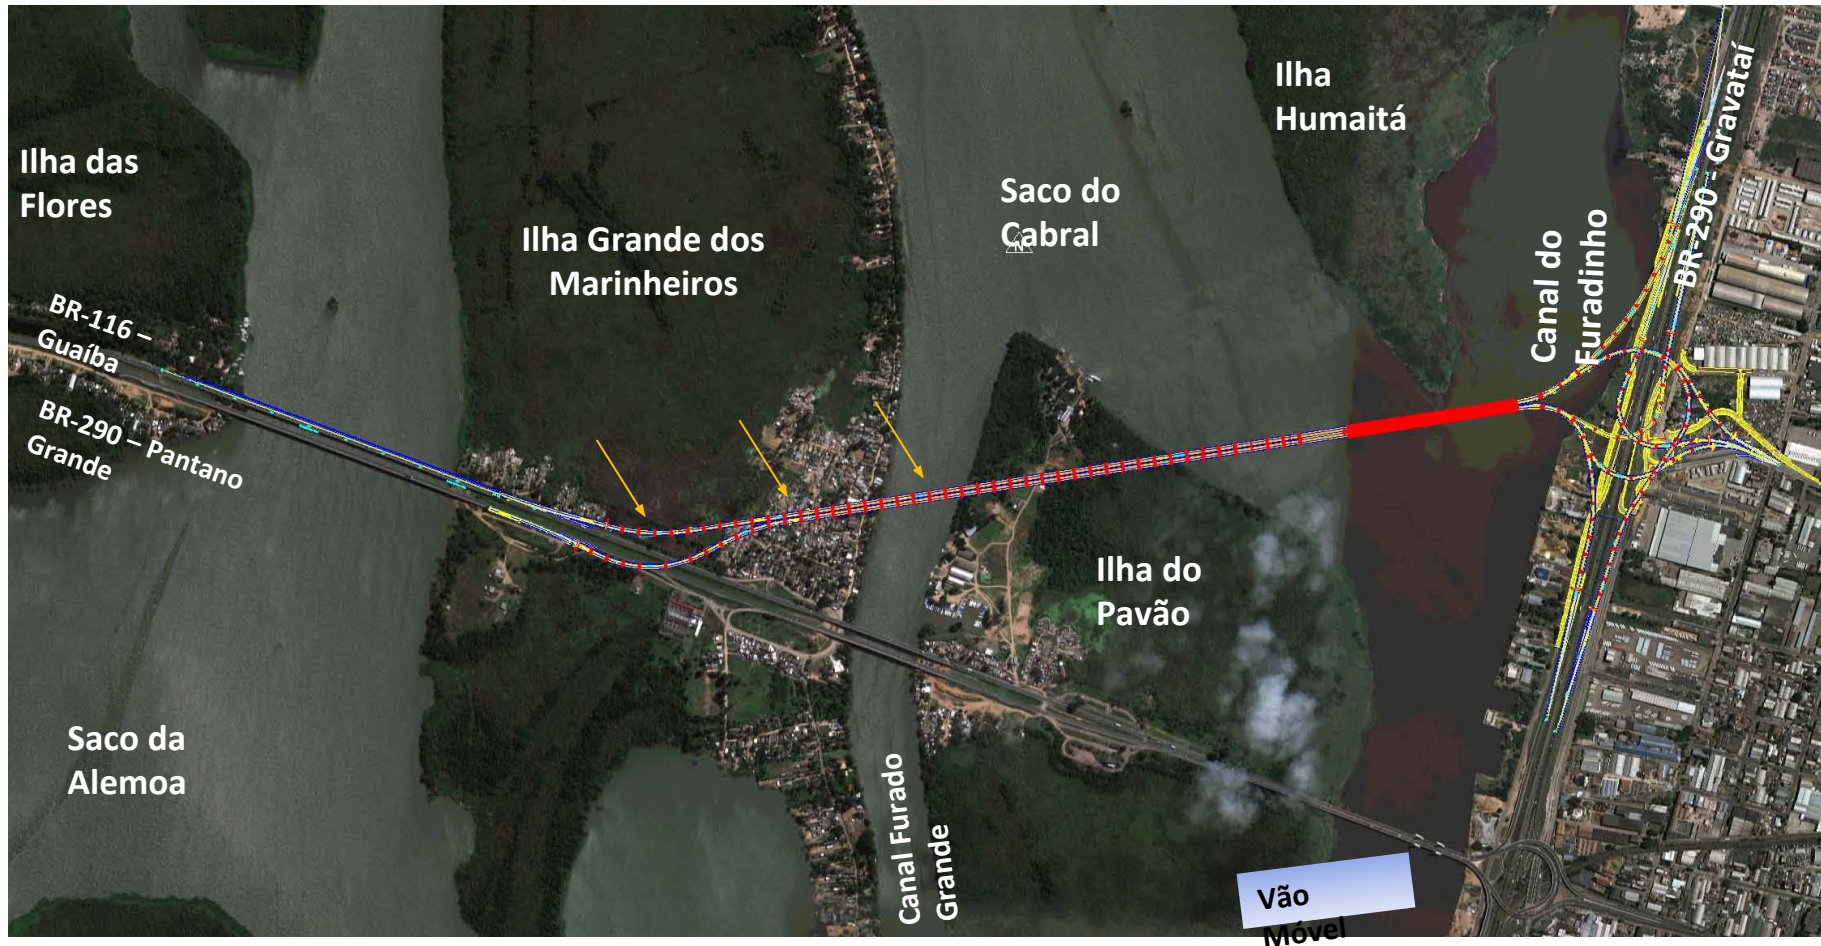 Ilha
Humaitá
Ilha das
Flores
Saco do
Cabral
Ilha Grande dos
Marinheiros
Canal do
Furadinho
BR-290 – Gravataí
BR-116 –
Guaíba
BR-290 – Pantano
Grande
Ilha do
Pavão
Saco da
Alemoa
Canal Furado
Grande
Vão
Móvel